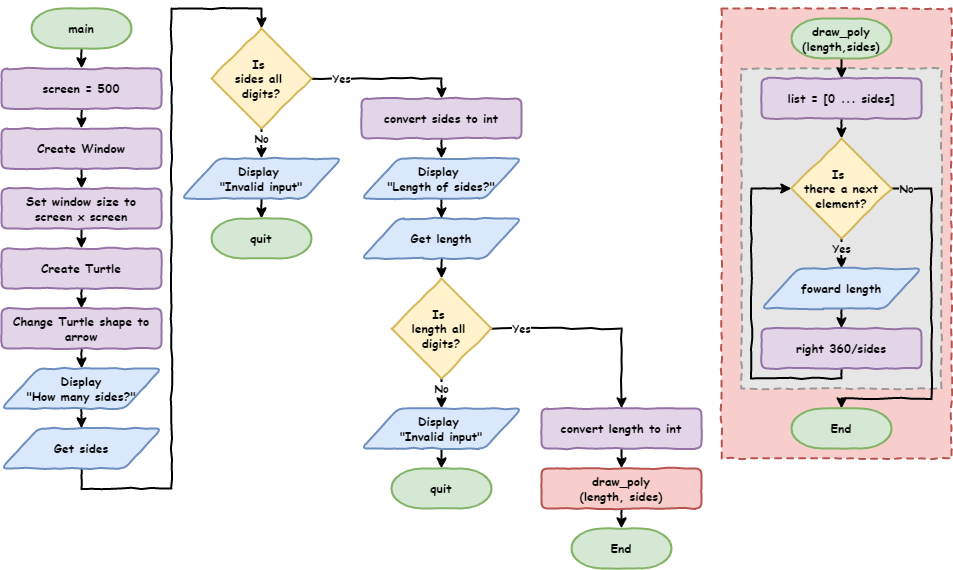 main
screen = 500
Create Window
Set window size to
screen x screen
Create Turtle
Change Turtle shape to
arrow
Display
"How many sides?"
Get sides
Is
sides all
digits?
Yes
No
Display
"Invalid input"
quit
convert sides to int
Display
"Length of sides?"
Get length
Is
length all
digits?
Yes
No
Display
"Invalid input"
quit
convert length to int
draw_poly
(length, sides)
End
draw_poly
(length,sides)
list = [0 ... sides]
Is
there a next
element?
No
Yes
foward length
right 360/sides
End